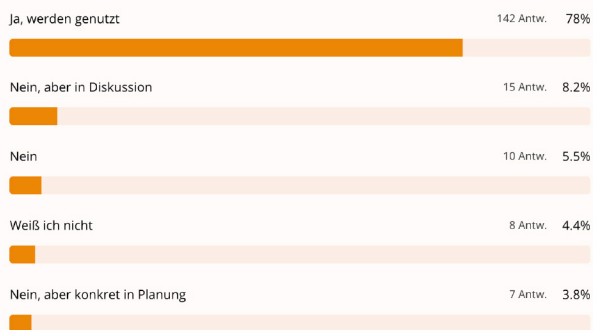 Ja, werden genutzt 142 Antw. 78%
Nein, aber in Diskussion 15 Antw. 8.2%
Nein 10 Antw. 5.5%
Weiß ich nicht 8 Antw. 4.4%
Nein, aber konkret in Planung 7 Antw. 3.8%